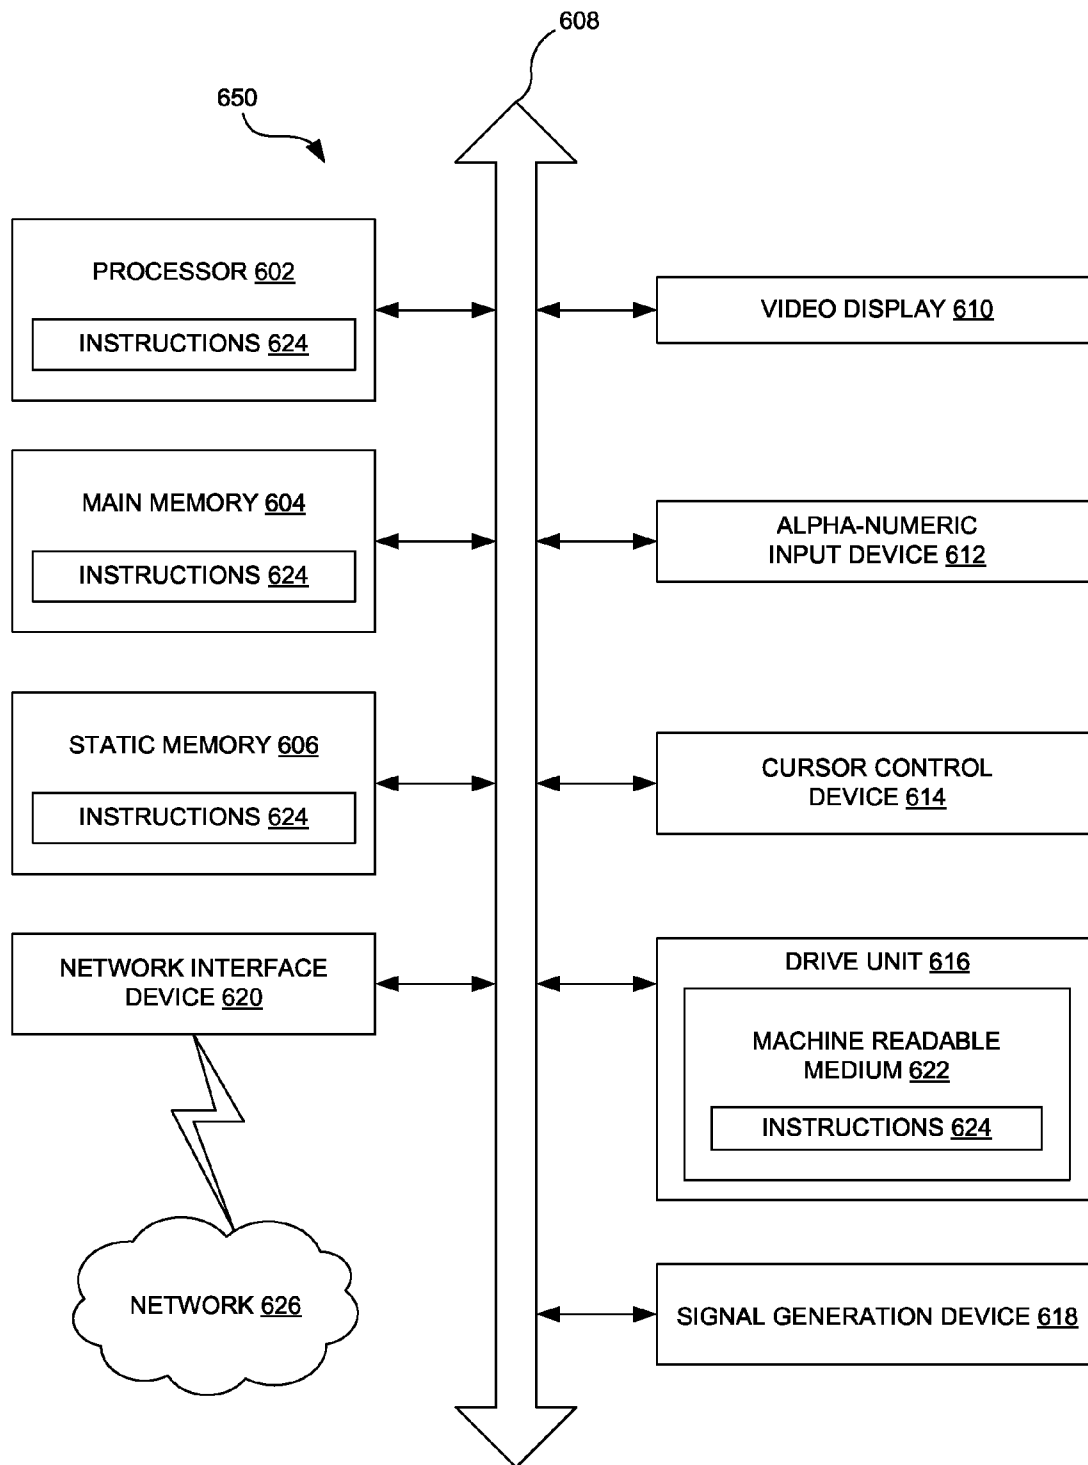 608
650
PROCESSOR 602
INSTRUCTIONS 624
MAIN MEMORY 604
INSTRUCTIONS 624
STATIC MEMORY 606
INSTRUCTIONS 624
NETWORK INTERFACE
DEVICE 620
NETWORK 626
VIDEO DISPLAY 610
ALPHA-NUMERIC
INPUT DEVICE 612
CURSOR CONTROL
DEVICE 614
DRIVE UNIT 616
MACHINE READABLE
MEDIUM 622
INSTRUCTIONS 624
SIGNAL GENERATION DEVICE 618